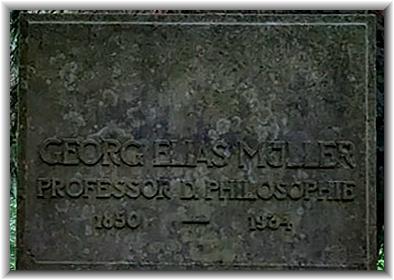 GEORG ELIAS MÜLLER
PROFESSOR D. PHILOSOPHIE
1850 — 1934